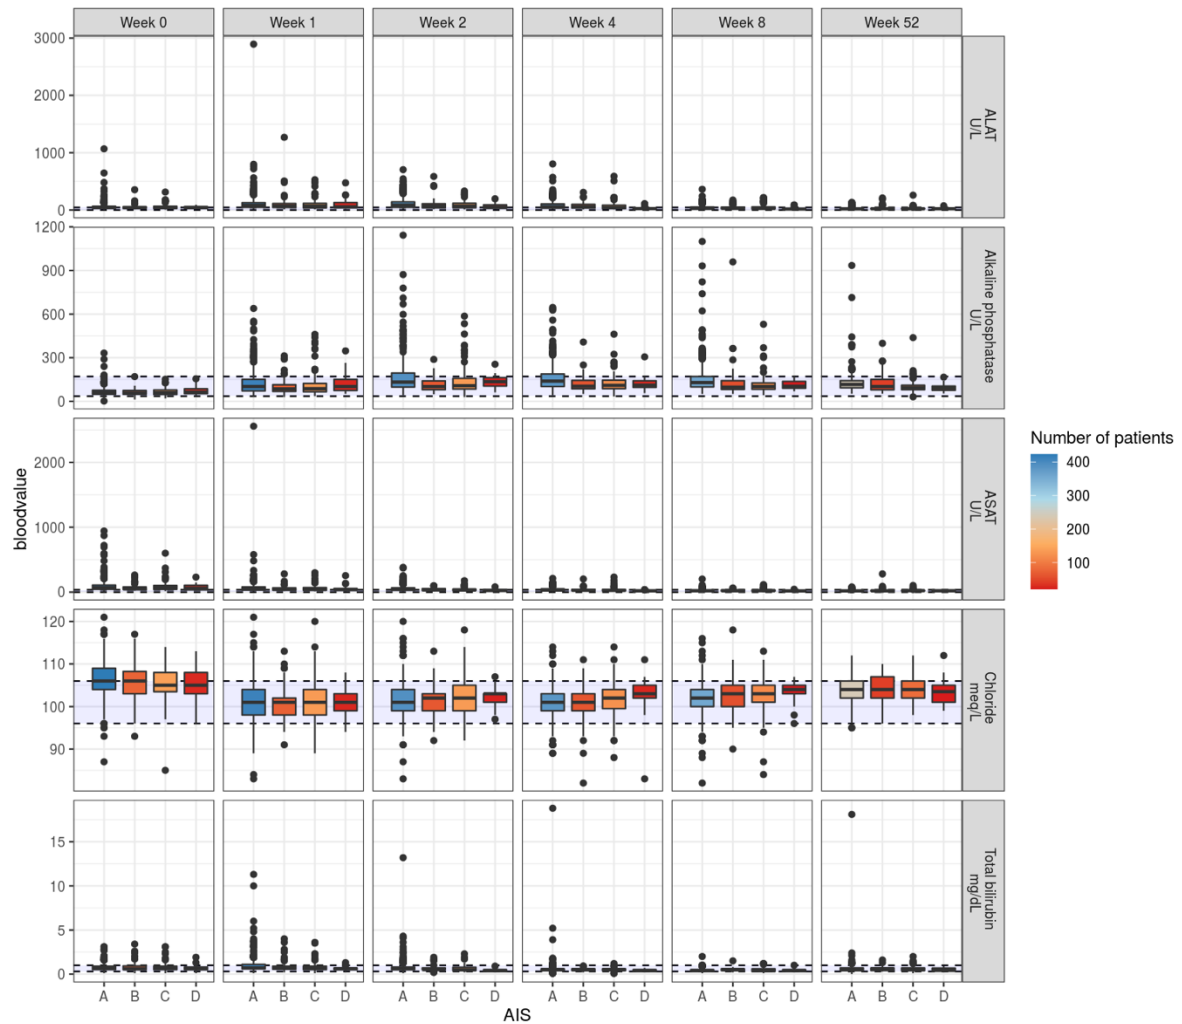 Week 0 Week 1 Week 2 Week 4 Week 8 Week 52
3000
2000
1000
0
ALAT
U/L
1200
900
600
300
0
Alkaline phosphatase
U/L
2000
1000
0
ASAT
U/L
120
110
100
90
Chloride
meq/L
15
10
5
0
Total bilirubin
mg/dL
bloodvalue
A B C D A B C D A B C D A B C D A B C D A B C D
AIS
Number of patients
400
300
200
100